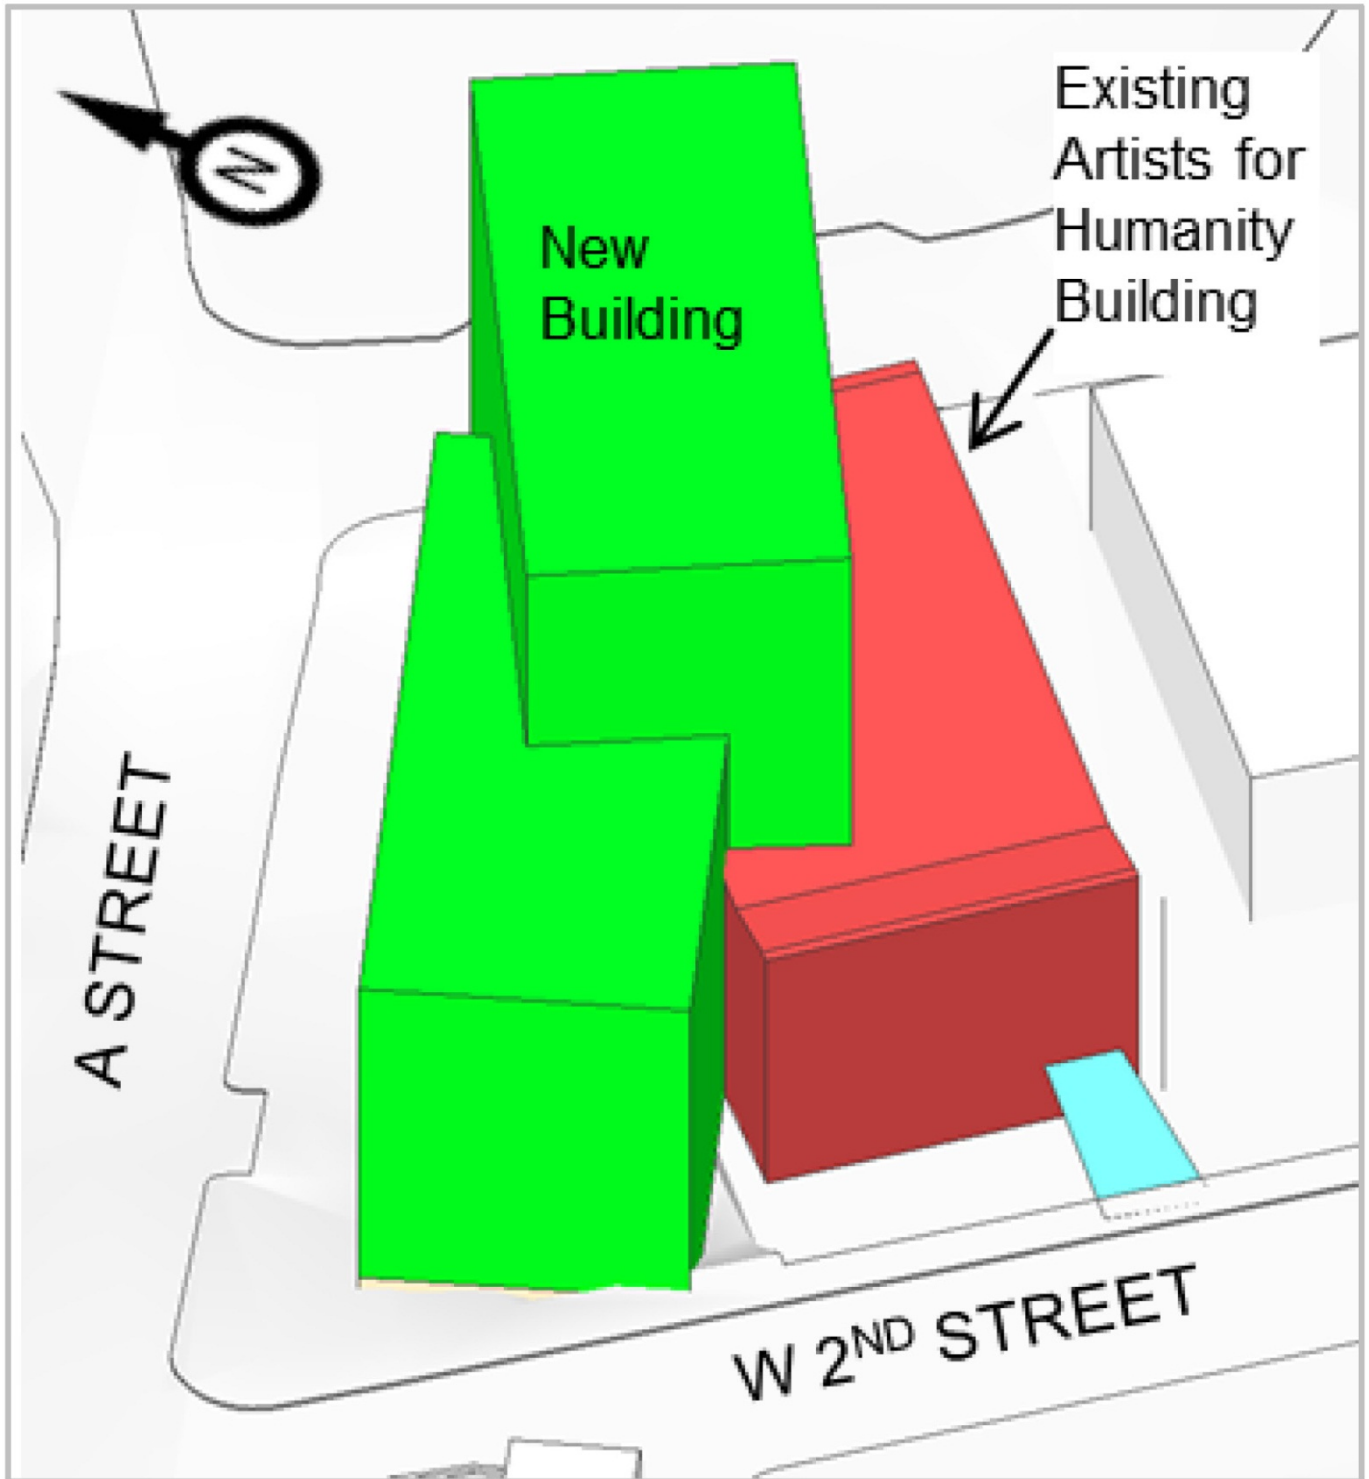 N
Existing
Artists for
Humanity
Building
New
Building
A STREET
W 2ND STREET